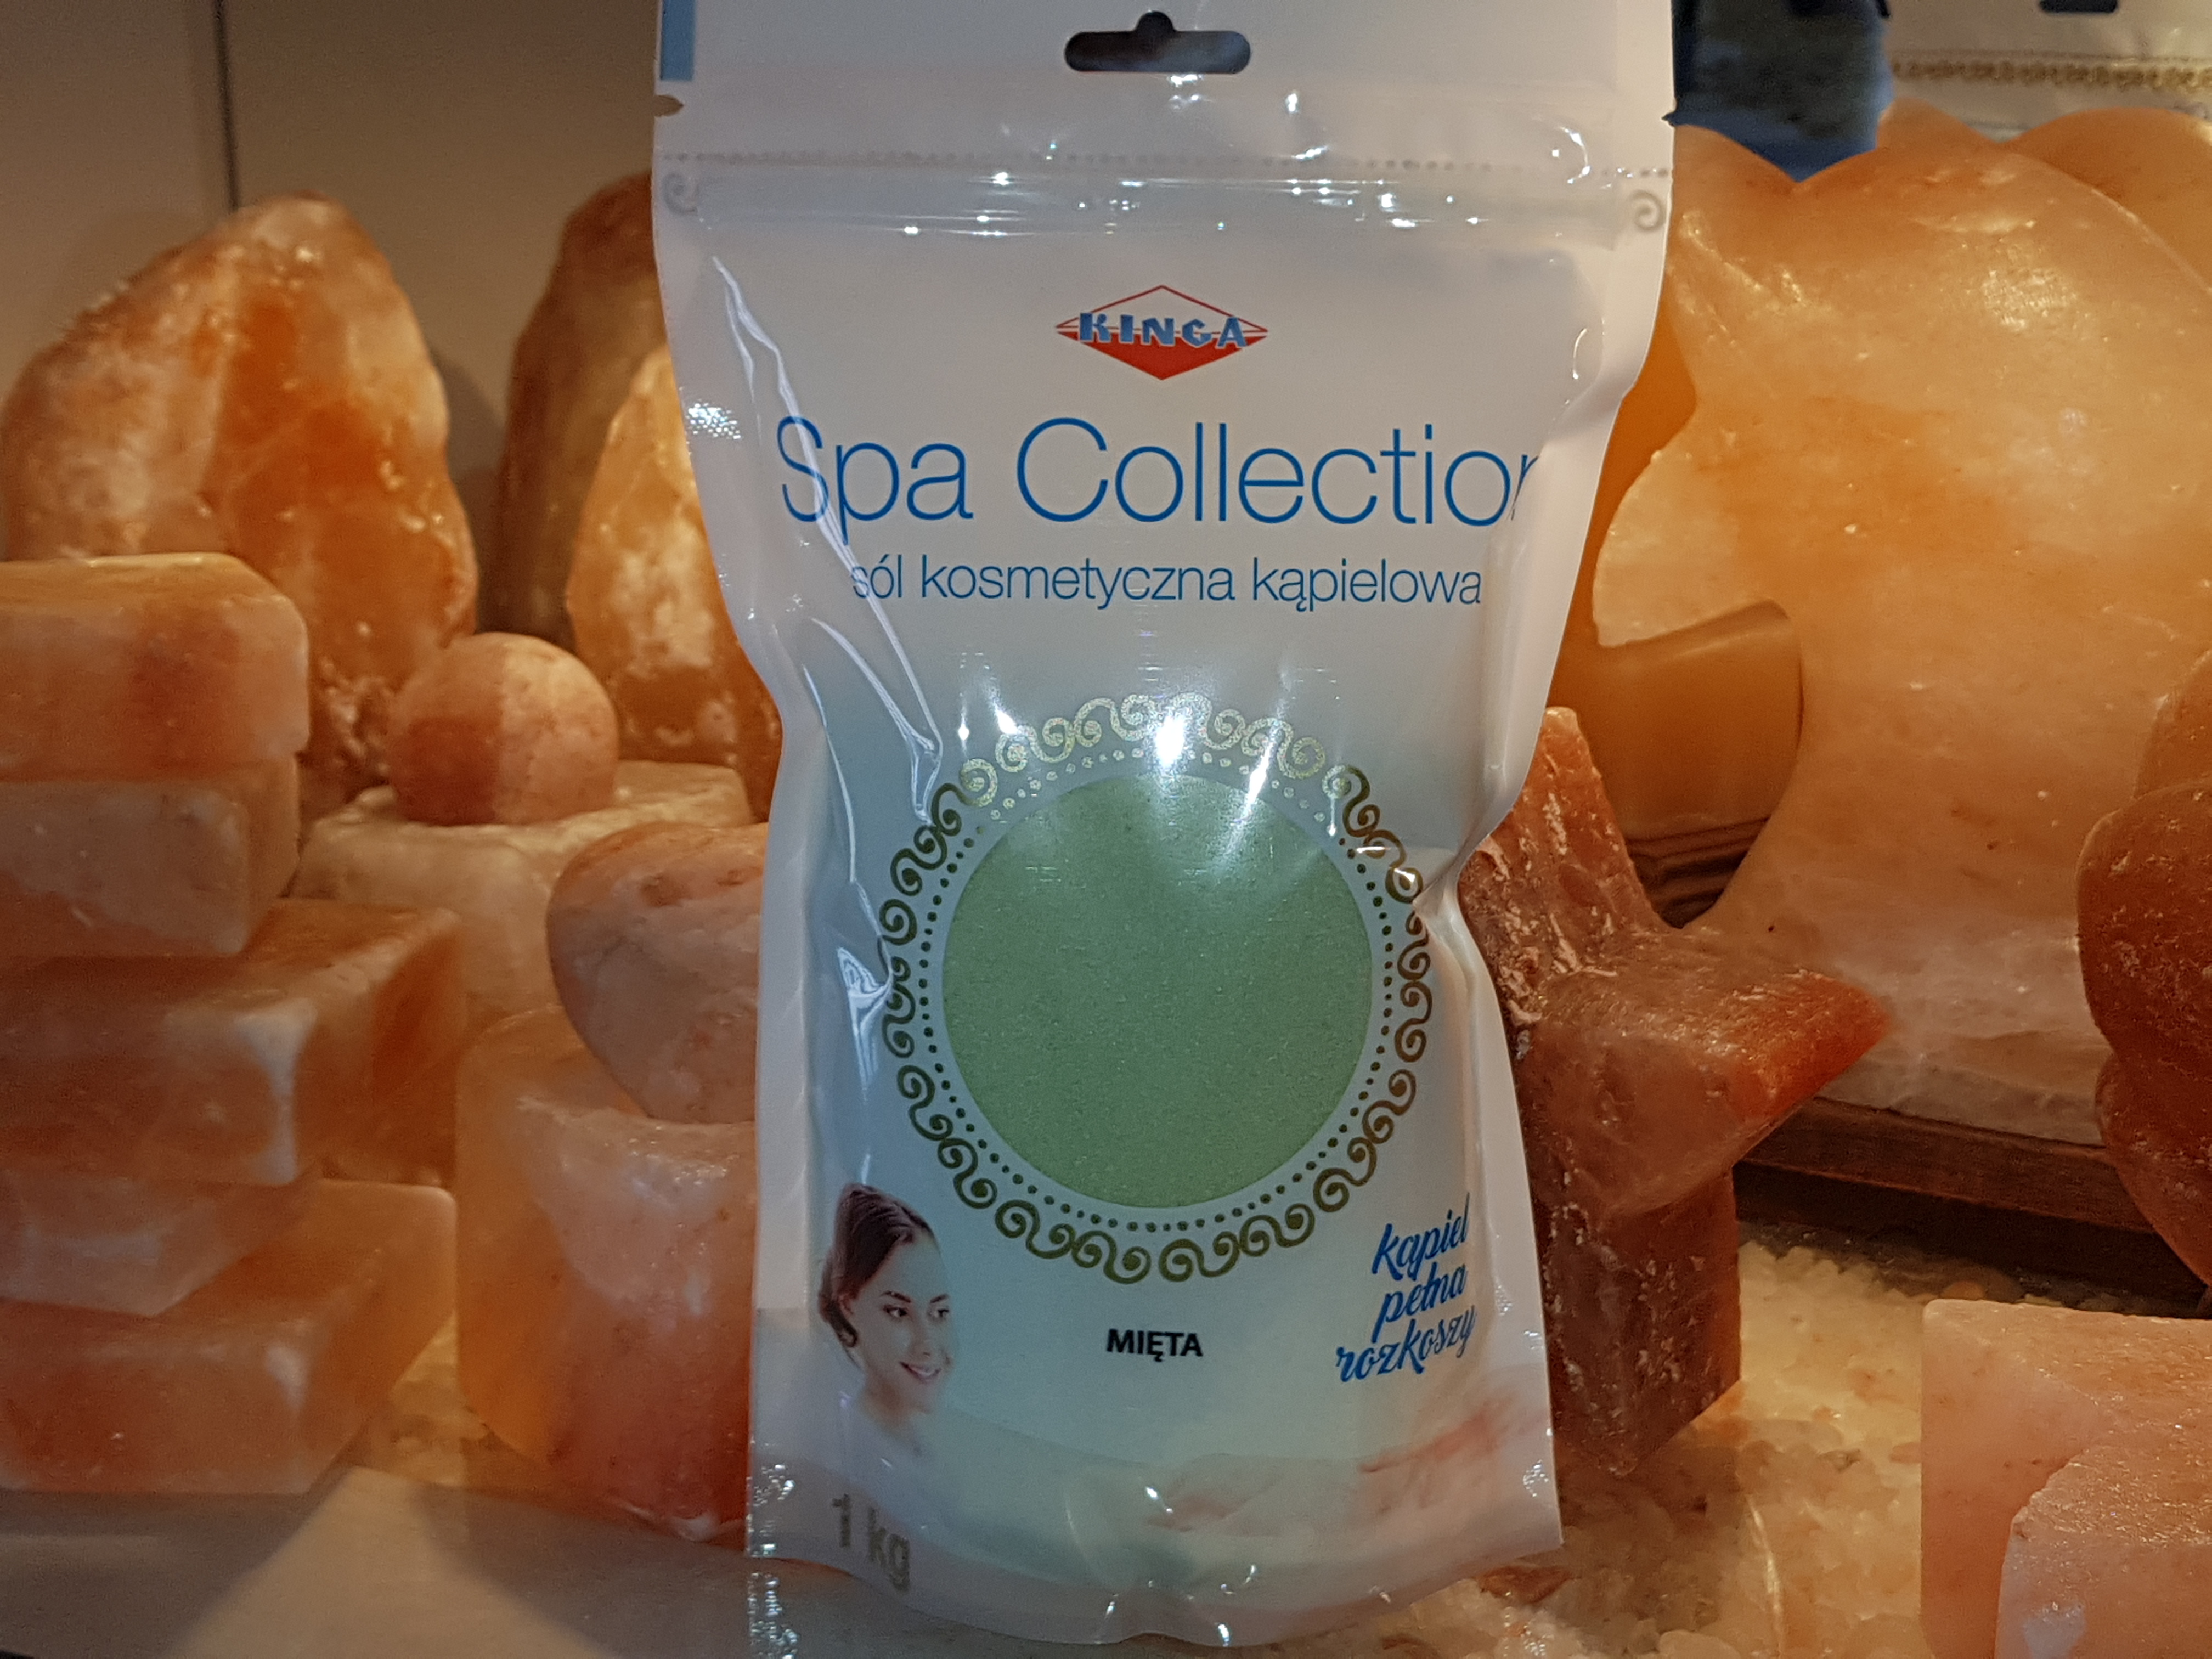 KINGA
Spa Collection
sól kosmetyczna kąpielowa
kąpiel
pełna
rozkoszy
MIĘTA
1 kg